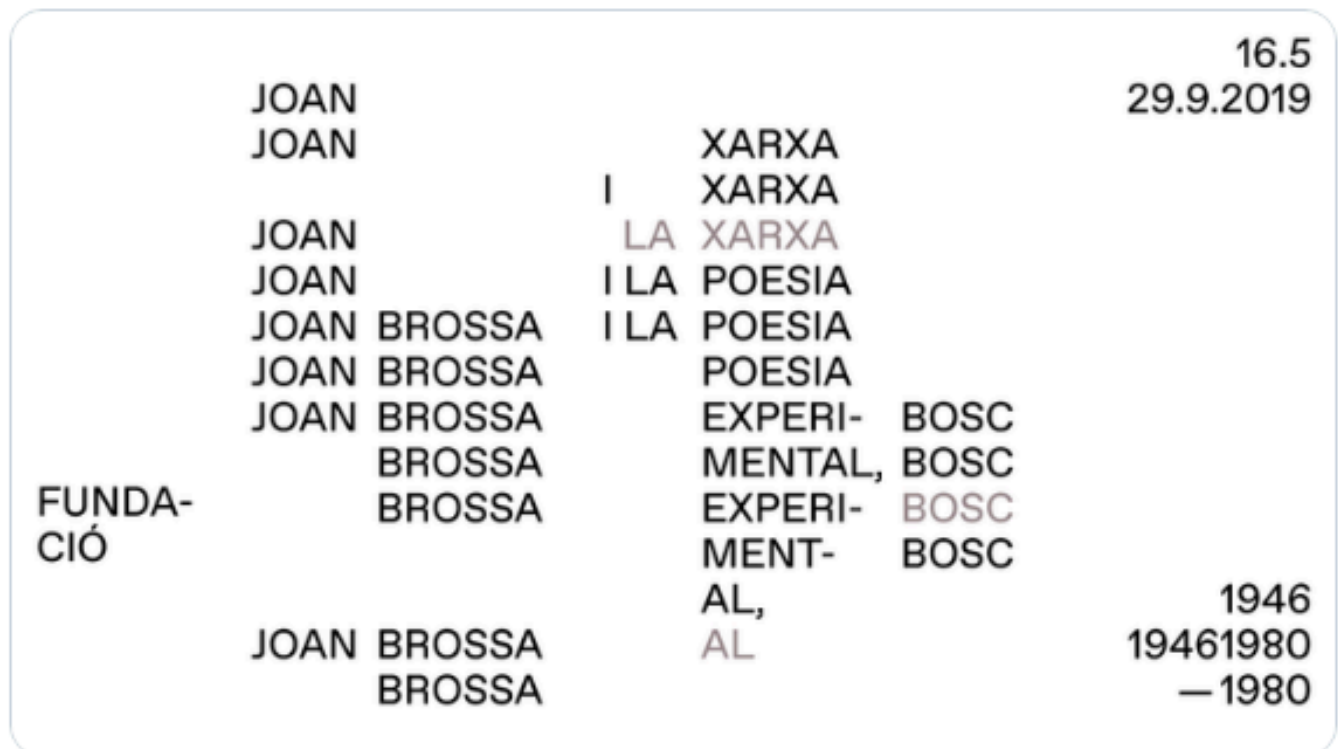 16.5
JOAN 29.9.2019
JOAN XARXA
I XARXA
JOAN LA XARXA
JOAN I LA POESIA
JOAN BROSSA I LA POESIA
JOAN BROSSA POESIA
JOAN BROSSA EXPERI- BOSC
BROSSA MENTAL, BOSC
FUNDA- BROSSA EXPERI- BOSC
CIÓ MENT- BOSC
AL, 1946
JOAN BROSSA AL 19461980
BROSSA —1980